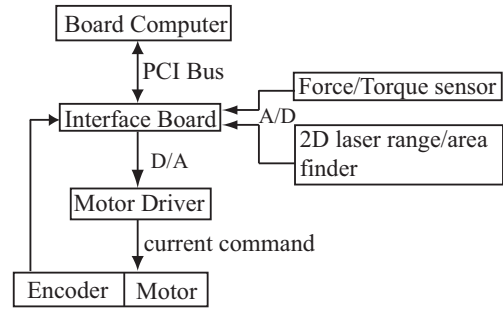 Board Computer
PCI Bus
Force/Torque sensor
A/D
Interface Board
2D laser range/area
finder
D/A
Motor Driver
current command
Encoder
Motor